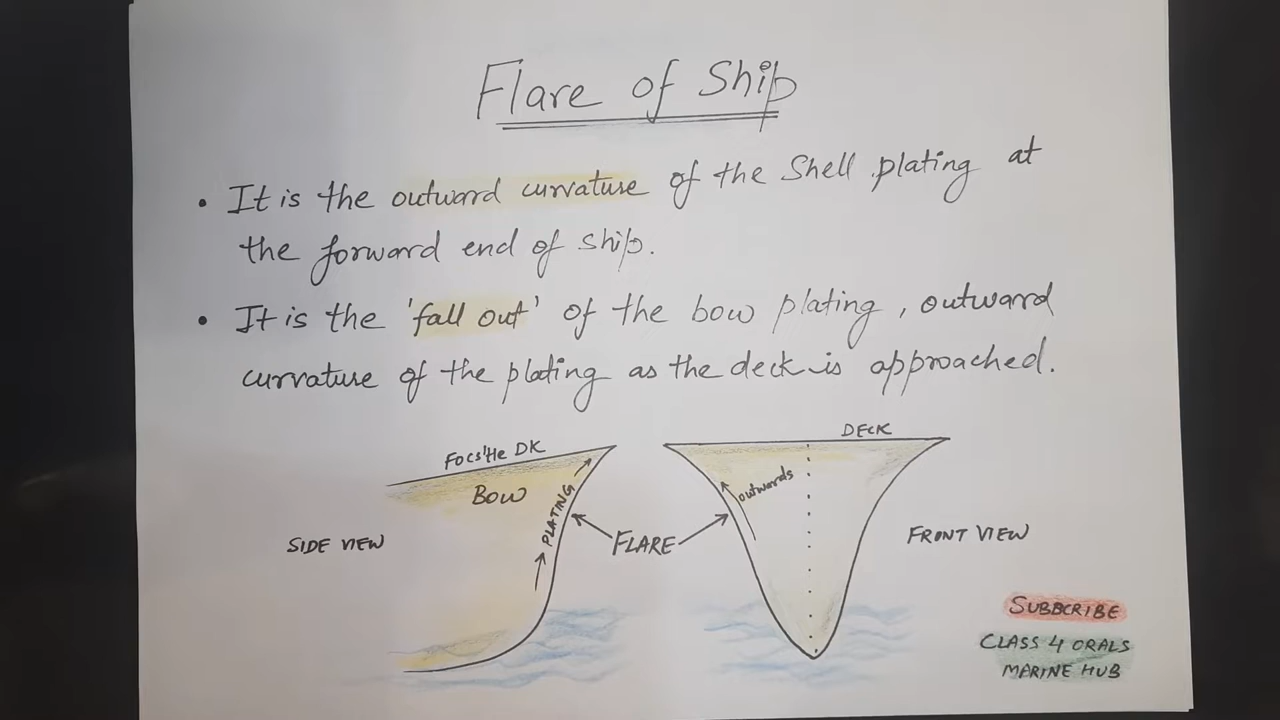 Flare of Ship
• It is the outward curvature of the Shell plating at
the forward end of ship.
• It is the 'fall out' of the bow plating, outward
curvature of the plating as the deck is approached.
FOCS'HE DK
DECK
BOW
PLATING
outwards
SIDE VIEW
FLARE
FRONT VIEW
SUBBCRIBE
CLASS 4 ORALS
MARINE HUB